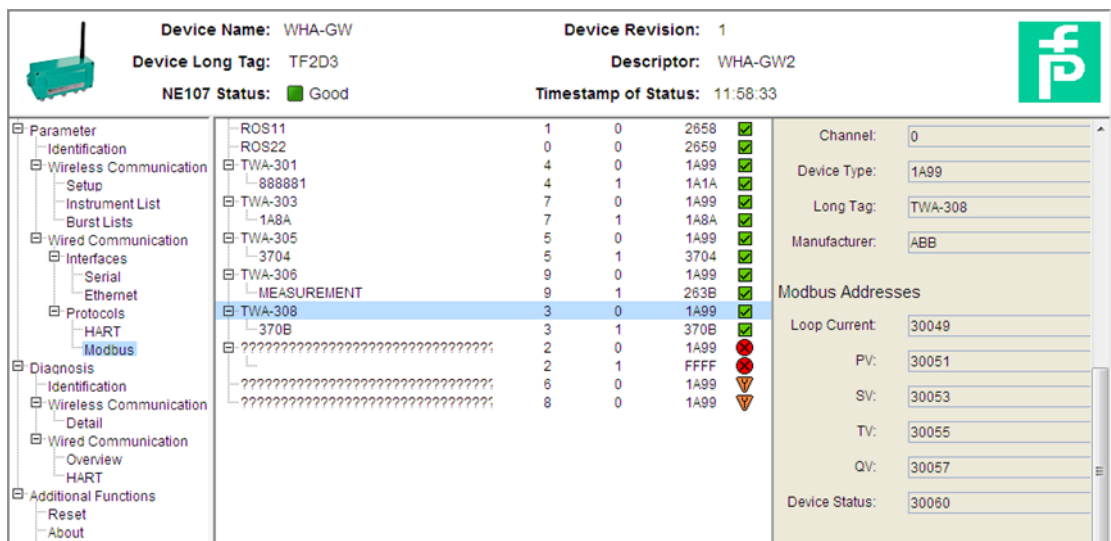 Device Name: WHA-GW Device Revision: 1
Device Long Tag: TF2D3 Descriptor: WHA-GW2
NE107 Status: Good Timestamp of Status: 11:58:33
Parameter
Identification
Wireless Communication
Setup
Instrument List
Burst Lists
Wired Communication
Interfaces
Serial
Ethernet
Protocols
HART
Modbus
Diagnosis
Identification
Wireless Communication
Detail
Wired Communication
Overview
HART
Additional Functions
Reset
About
ROS11 1 0 2658
ROS22 0 0 2659
TWA-301 4 0 1A99
888881 4 1 1A1A
TWA-303 7 0 1A99
1A8A 7 1 1A8A
TWA-305 5 0 1A99
3704 5 1 3704
TWA-306 9 0 1A99
MEASUREMENT 9 1 263B
TWA-308 3 0 1A99
370B 3 1 370B
???????????????????????????????? 2 0 1A99
2 1 FFFF
???????????????????????????????? 6 0 1A99
???????????????????????????????? 8 0 1A99
Channel: 0
Device Type: 1A99
Long Tag: TWA-308
Manufacturer: ABB
Modbus Addresses
Loop Current: 30049
PV: 30051
SV: 30053
TV: 30055
QV: 30057
Device Status: 30060